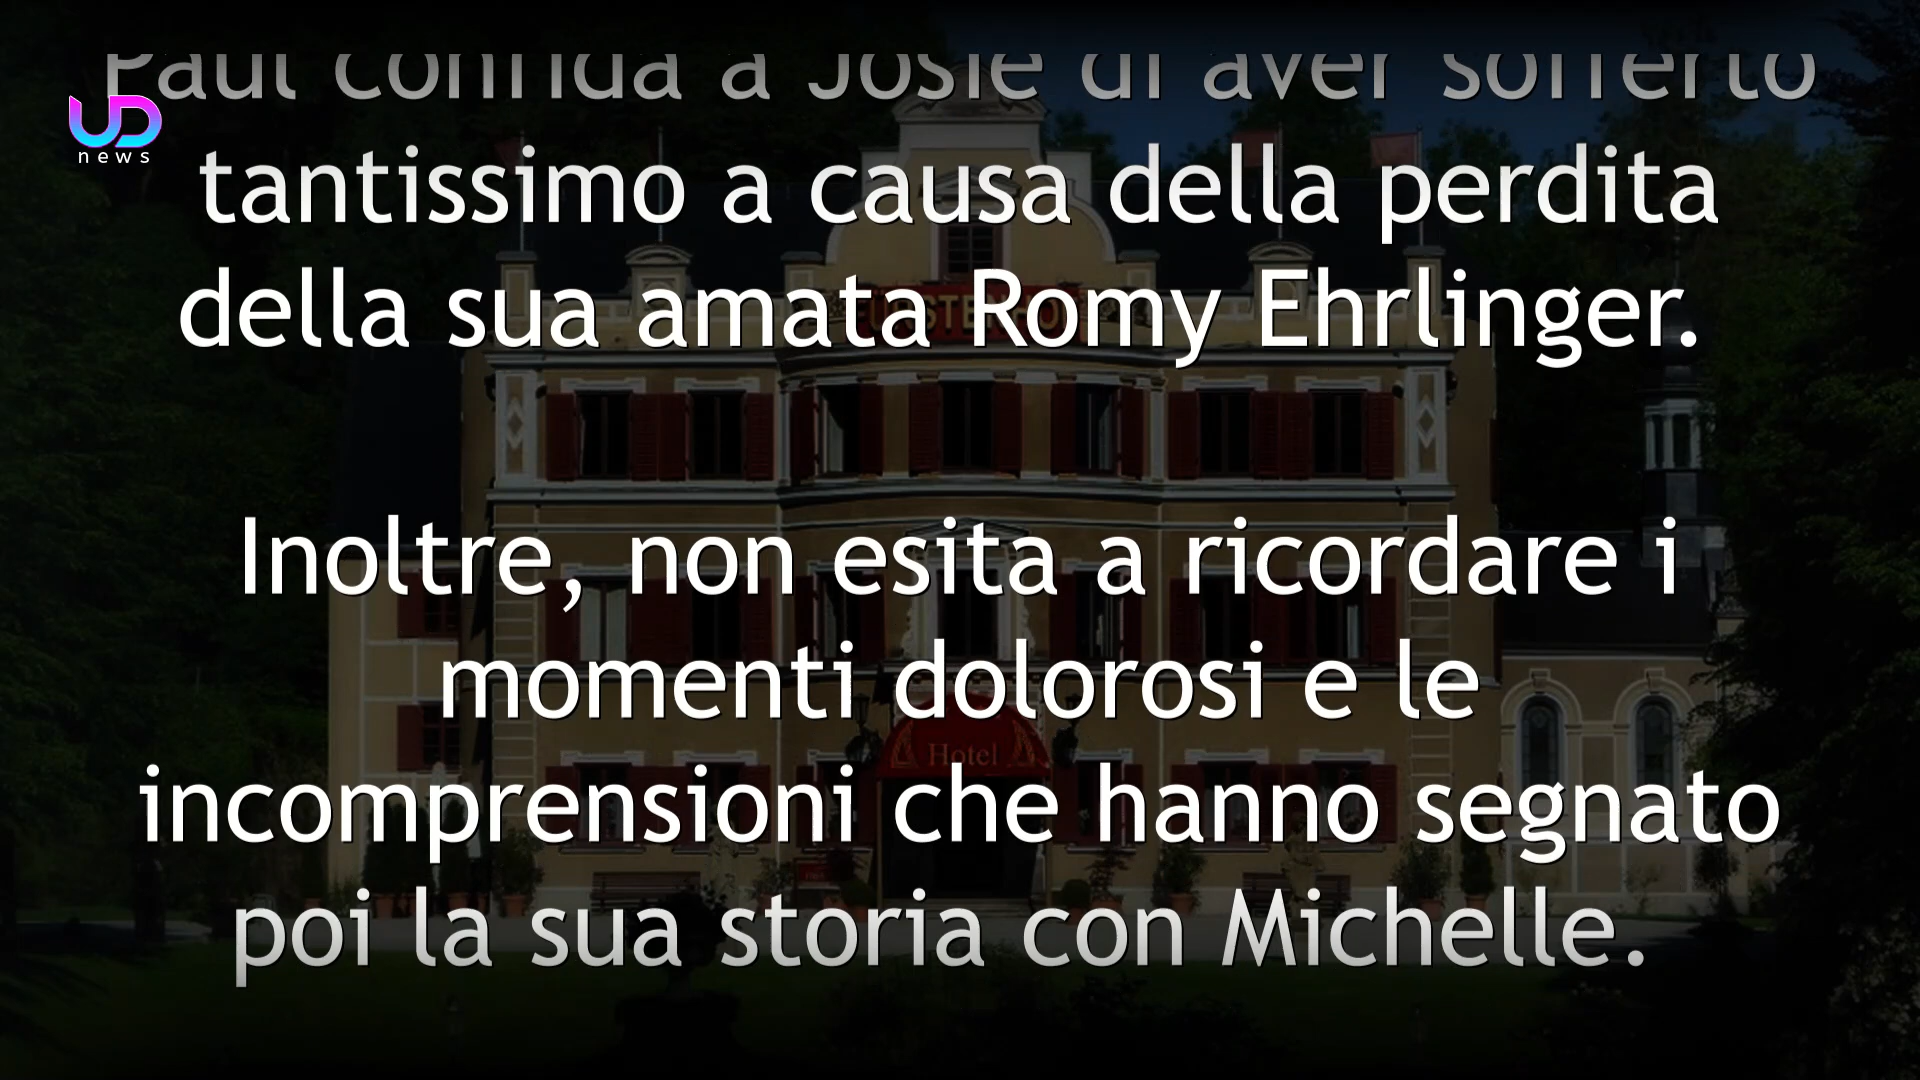 Paul confida a Josie di aver sofferto
UD
news
tantissimo a causa della perdita
della sua amata Romy Ehrlinger.
FÜRSTENHOF
Inoltre, non esita a ricordare i
momenti dolorosi e le
Hotel
incomprensioni che hanno segnato
poi la sua storia con Michelle.